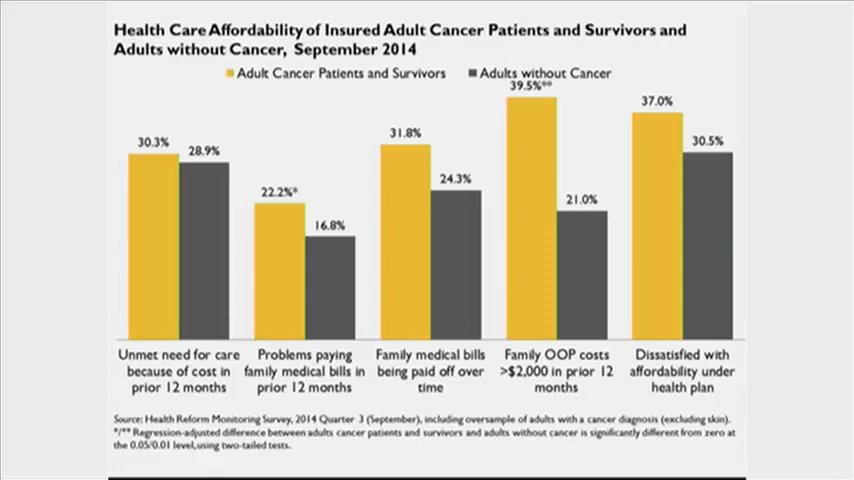 Health Care Affordability of Insured Adult Cancer Patients and Survivors and
Adults without Cancer, September 2014
Adult Cancer Patients and Survivors
Adults without Cancer
30.3%
28.9%
22.2%*
16.8%
31.8%
24.3%
39.5%**
21.0%
37.0%
30.5%
Unmet need for care
because of cost in
prior 12 months
Problems paying
family medical bills in
prior 12 months
Family medical bills
being paid off over
time
Family OOP costs
>$2,000 in prior 12
months
Dissatisfied with
affordability under
health plan
Source: Health Reform Monitoring Survey, 2014 Quarter 3 (September), including oversample of adults with a cancer diagnosis (excluding skin).
*/** Regression-adjusted difference between adults cancer patients and survivors and adults without cancer is significantly different from zero at
the 0.05/0.01 level, using two-tailed tests.